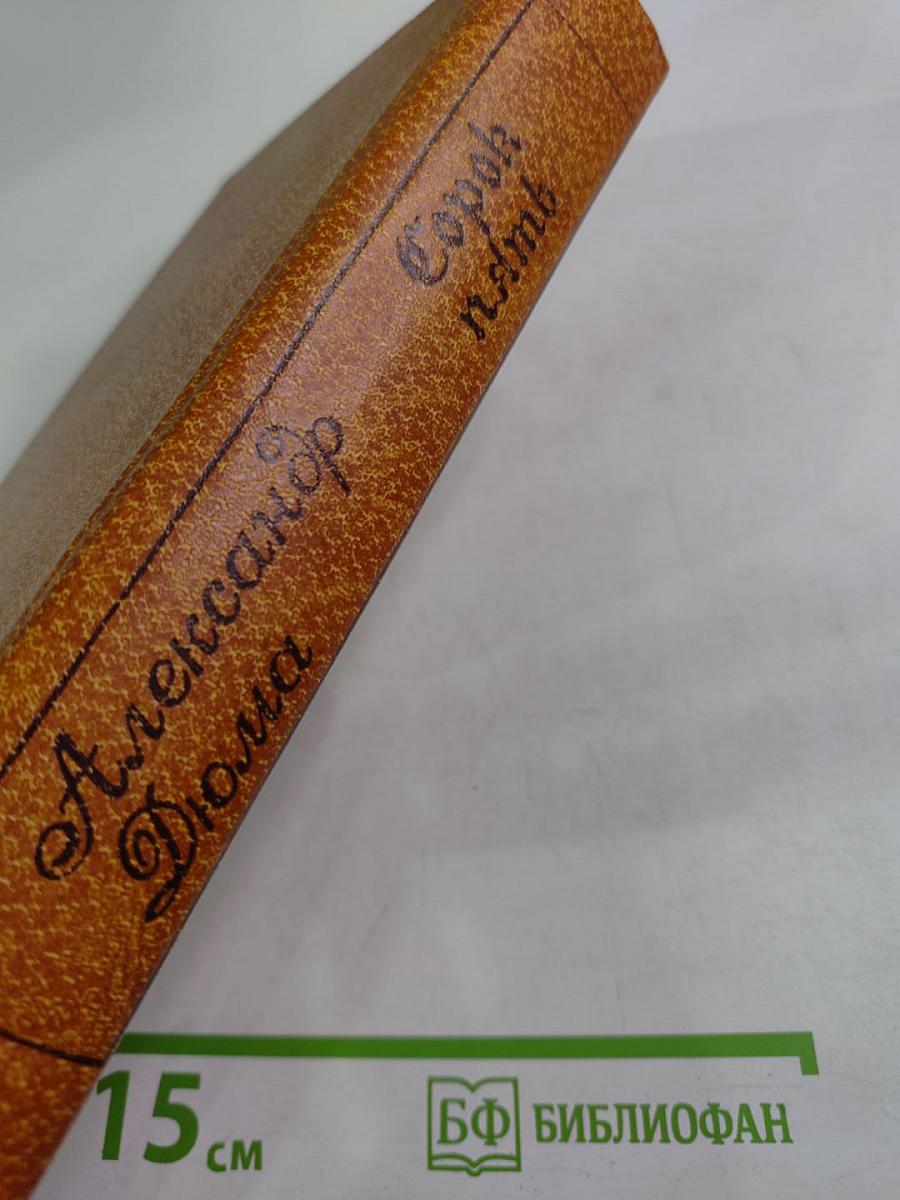 Александр
Дюма
Сорок
пять
15 см
БФ БИБЛИОФАН